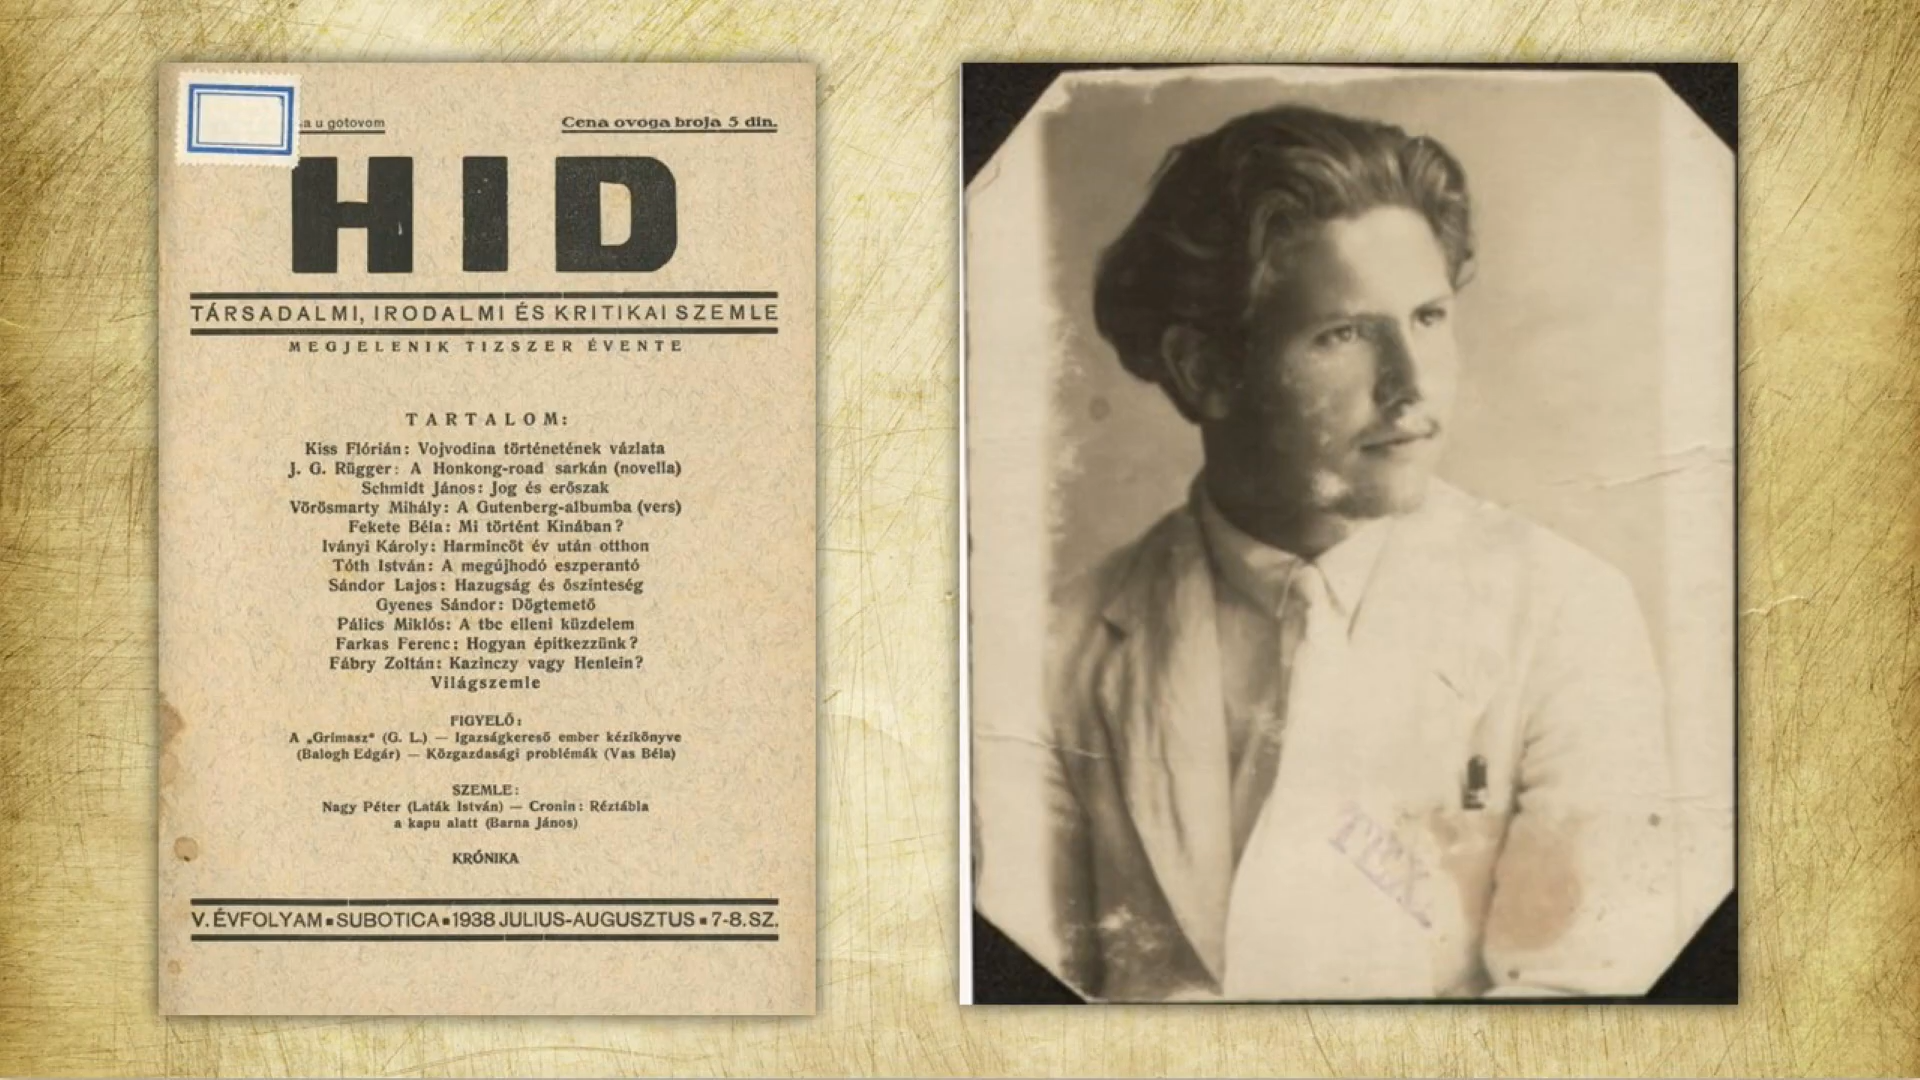 a u gotovom
Cena ovoga broja 5 din.
HID
TÁRSADALMI, IRODALMI ÉS KRITIKAI SZEMLE
MEGJELENIK TIZSZER ÉVENTE
TARTALOM:
Kiss Flórián: Vojvodina történetének vázlata
J. G. Rügger: A Honkong-road sarkán (novella)
Schmidt János: Jog és erőszak
Vörösmarty Mihály: A Gutenberg-albumba (vers)
Fekete Béla: Mi történt Kinában?
Iványi Károly: Harmincöt év után otthon
Tóth István: A megújhodó eszperantó
Sándor Lajos: Hazugság és őszinteség
Gyenes Sándor: Dögtemető
Pálics Miklós: A tbc elleni küzdelem
Farkas Ferenc: Hogyan épitkezzünk?
Fábry Zoltán: Kazinczy vagy Henlein?
Világszemle
FIGYELŐ:
A „Grimasz" (G. L.) — Igazságkereső ember kézikönyve
(Balogh Edgár) — Közgazdasági problémák (Vas Béla)
SZEMLE:
Nagy Péter (Laták István) — Cronin: Réztábla
a kapu alatt (Barna János)
KRÓNIKA
V. ÉVFOLYAM ▪ SUBOTICA ▪ 1938 JULIUS-AUGUSZTUS ▪ 7-8. SZ.
TEX.